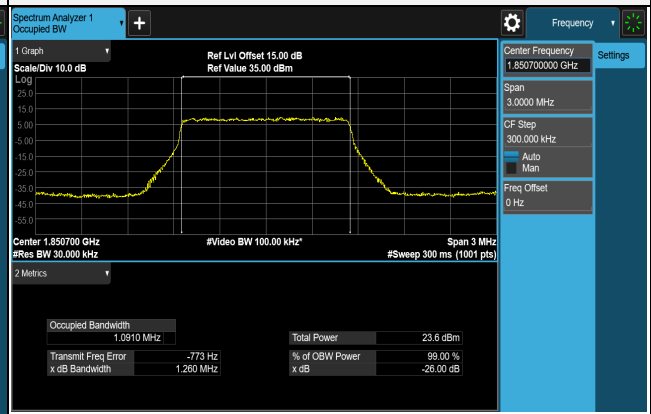 Spectrum Analyzer 1
Occupied BW
+
Frequency
1 Graph
Ref Lvl Offset 15.00 dB
Scale/Div 10.0 dB
Ref Value 35.00 dBm
Log
25.0
15.0
5.00
-5.00
-15.0
-25.0
-35.0
-45.0
-55.0
Center 1.850700 GHz
#Video BW 100.00 kHz*
Span 3 MHz
#Res BW 30.000 kHz
#Sweep 300 ms (1001 pts)
2 Metrics
Occupied Bandwidth
1.0910 MHz
Total Power 23.6 dBm
Transmit Freq Error -773 Hz
% of OBW Power 99.00 %
x dB Bandwidth 1.260 MHz
x dB -26.00 dB
Center Frequency
1.850700000 GHz
Settings
Span
3.0000 MHz
CF Step
300.000 kHz
Auto
Man
Freq Offset
0 Hz